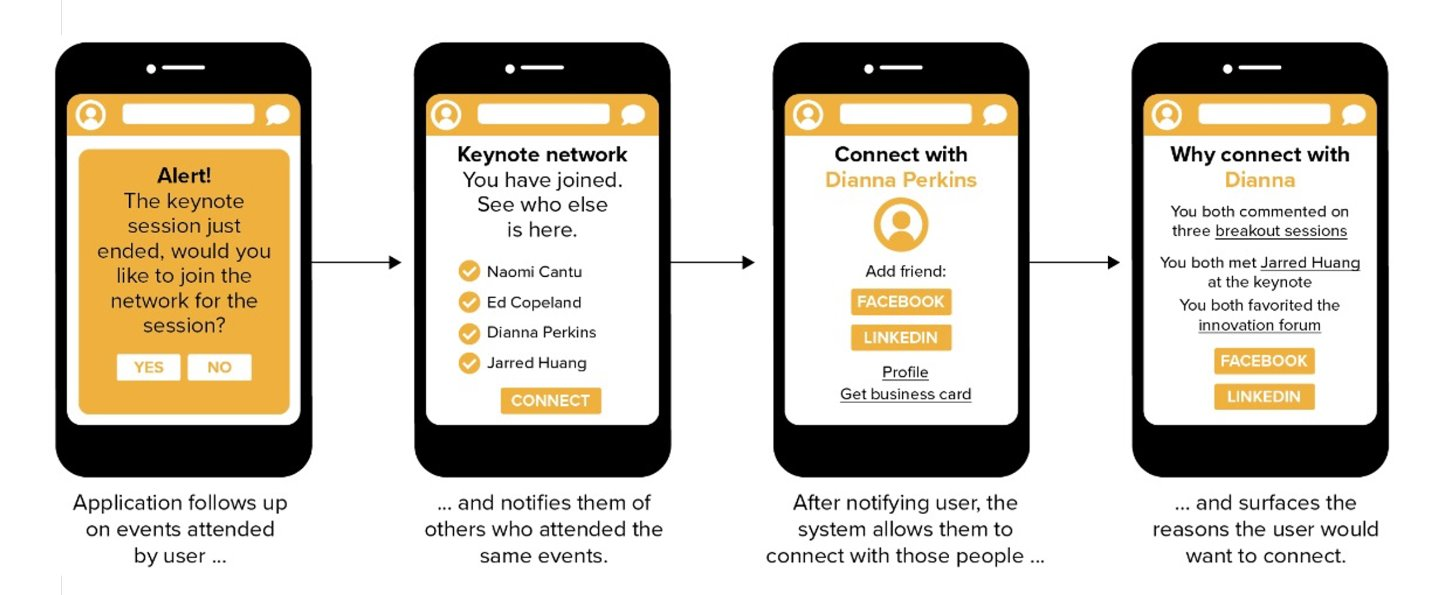 Alert!
The keynote
session just
ended, would you
like to join the
network for the
session?
YES NO
Application follows up
on events attended
by user ...
Keynote network
You have joined.
See who else
is here.
Naomi Cantu
Ed Copeland
Dianna Perkins
Jarred Huang
CONNECT
... and notifies them of
others who attended the
same events.
Connect with
Dianna Perkins
Add friend:
FACEBOOK
LINKEDIN
Profile
Get business card
After notifying user, the
system allows them to
connect with those people ...
Why connect with
Dianna
You both commented on
three breakout sessions
You both met Jarred Huang
at the keynote
You both favorited the
innovation forum
FACEBOOK
LINKEDIN
... and surfaces the
reasons the user would
want to connect.